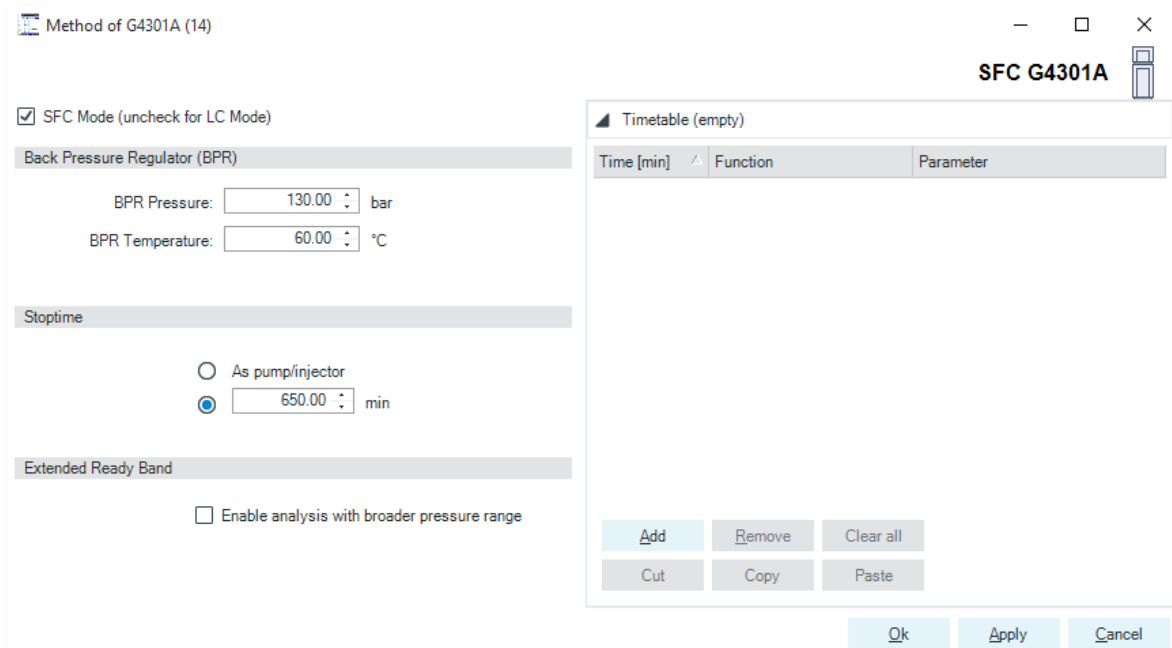 Method of G4301A (14)
SFC G4301A
SFC Mode (uncheck for LC Mode)
Back Pressure Regulator (BPR)
BPR Pressure: 130.00 bar
BPR Temperature: 60.00 °C
Stoptime
As pump/injector
650.00 min
Extended Ready Band
Enable analysis with broader pressure range
Timetable (empty)
Time [min] Function Parameter
Add Remove Clear all
Cut Copy Paste
Ok Apply Cancel